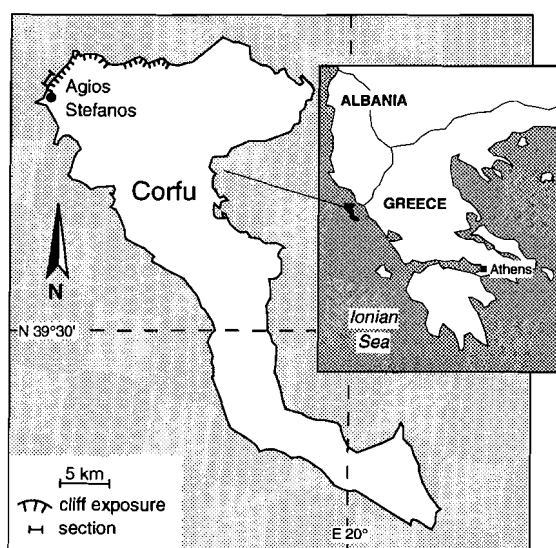 Agios
Stefanos
Corfu
N
N 39°30'
5 km
cliff exposure
section
E 20°
ALBANIA
GREECE
Athens
Ionian
Sea